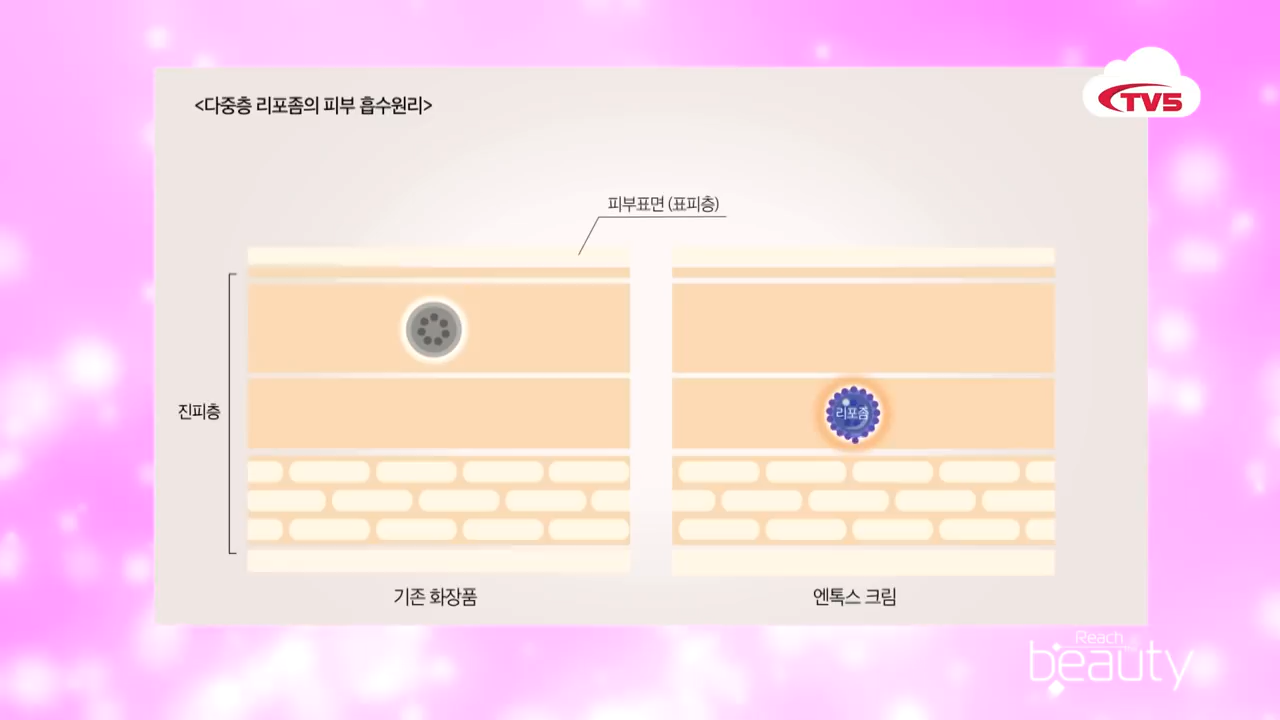 <다중층 리포좀의 피부 흡수원리>
TV5
피부표면 (표피층)
진피층
리포좀
기존 화장품
엔톡스 크림
Reach
beauty